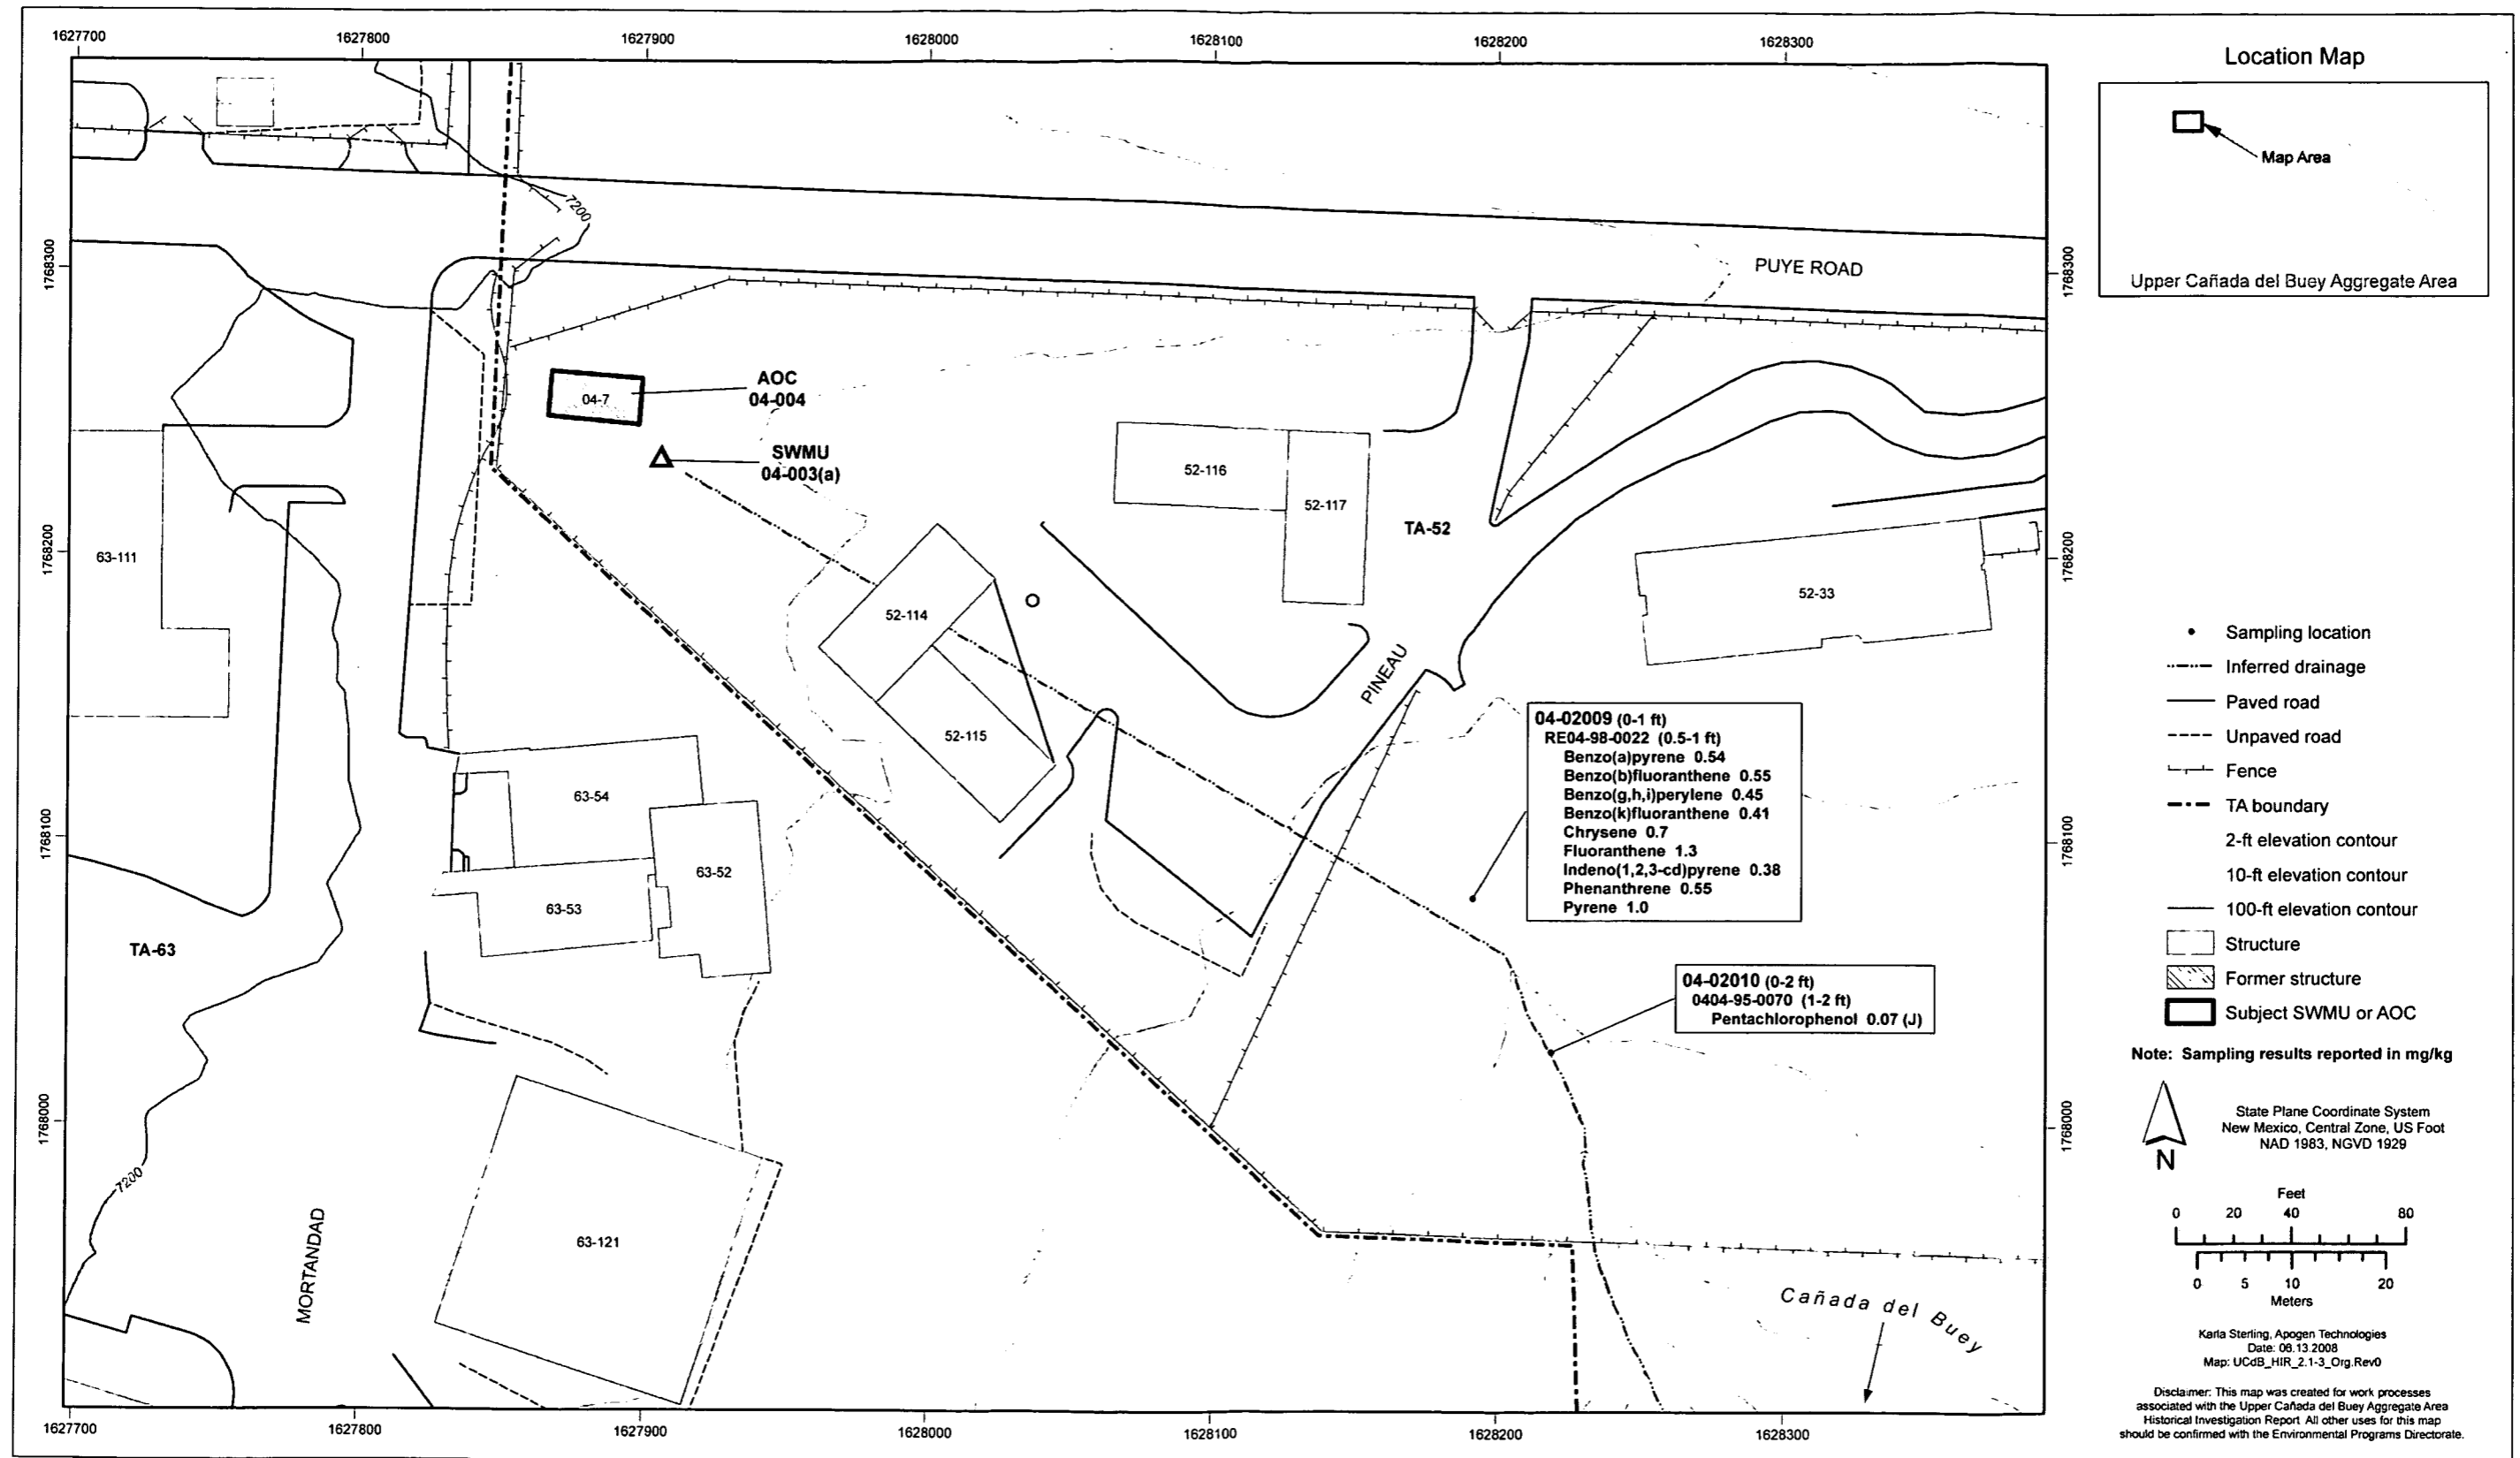 1627700 1627800 1627900 1628000 1628100 1628200 1628300
Location Map
Map Area
Upper Cañada del Buey Aggregate Area
7200
PUYE ROAD
1768300
1768300
AOC
04-004
04-7
SWMU
04-003(a)
52-116
52-117
TA-52
1768200
1768200
63-111
52-114
52-33
52-115
PINEAU
04-02009 (0-1 ft)
RE04-98-0022 (0.5-1 ft)
Benzo(a)pyrene 0.54
Benzo(b)fluoranthene 0.55
Benzo(g,h,i)perylene 0.45
Benzo(k)fluoranthene 0.41
Chrysene 0.7
Fluoranthene 1.3
Indeno(1,2,3-cd)pyrene 0.38
Phenanthrene 0.55
Pyrene 1.0
63-54
1768100
1768100
63-52
63-53
TA-63
04-02010 (0-2 ft)
0404-95-0070 (1-2 ft)
Pentachlorophenol 0.07 (J)
1768000
1768000
7200
MORTANDAD
63-121
Cañada del Buey
1627700 1627800 1627900 1628000 1628100 1628200 1628300
Sampling location
Inferred drainage
Paved road
Unpaved road
Fence
TA boundary
2-ft elevation contour
10-ft elevation contour
100-ft elevation contour
Structure
Former structure
Subject SWMU or AOC
Note: Sampling results reported in mg/kg
N
State Plane Coordinate System
New Mexico, Central Zone, US Foot
NAD 1983, NGVD 1929
Feet
0 20 40 80
0 5 10 20
Meters
Karla Sterling, Apogen Technologies
Date: 06.13.2008
Map: UCdB_HIR_2.1-3_Org.Rev0
Disclaimer: This map was created for work processes
associated with the Upper Cañada del Buey Aggregate Area
Historical Investigation Report. All other uses for this map
should be confirmed with the Environmental Programs Directorate.